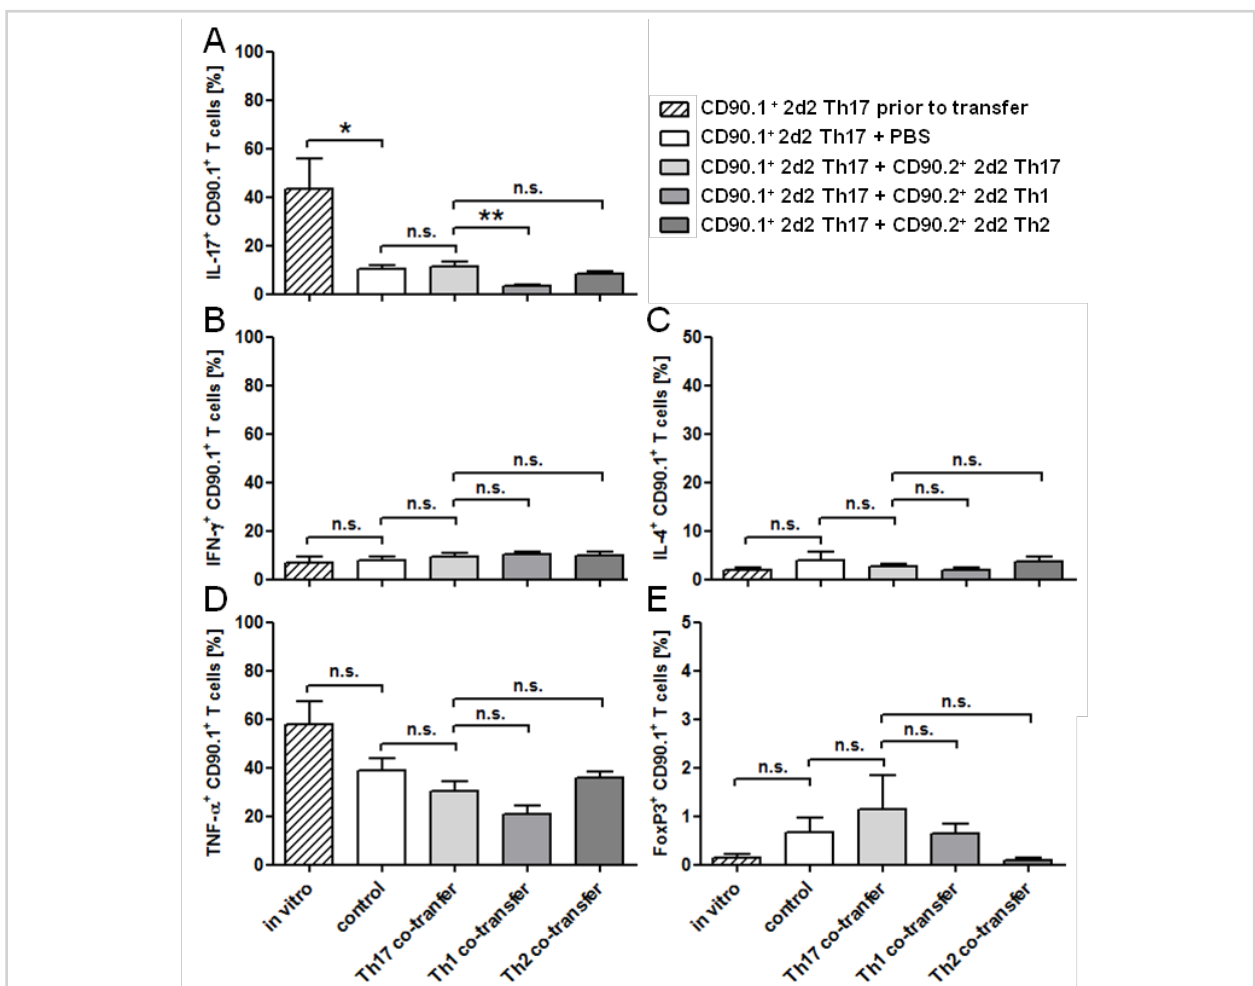 A
100
80
60
40
20
0
IL-17⁺ CD90.1⁺ T cells [%]
*
n.s.
**
n.s.
CD90.1⁺ 2d2 Th17 prior to transfer
CD90.1⁺ 2d2 Th17 + PBS
CD90.1⁺ 2d2 Th17 + CD90.2⁺ 2d2 Th17
CD90.1⁺ 2d2 Th17 + CD90.2⁺ 2d2 Th1
CD90.1⁺ 2d2 Th17 + CD90.2⁺ 2d2 Th2
B
100
80
60
40
20
0
IFN-γ⁺ CD90.1⁺ T cells [%]
n.s.
n.s.
n.s.
n.s.
C
50
40
30
20
10
0
IL-4⁺ CD90.1⁺ T cells [%]
n.s.
n.s.
n.s.
n.s.
D
100
80
60
40
20
0
TNF-α⁺ CD90.1⁺ T cells [%]
n.s.
n.s.
n.s.
n.s.
in vitro
control
Th17 co-tranfer
Th1 co-transfer
Th2 co-transfer
E
5
4
3
2
1
0
FoxP3⁺ CD90.1⁺ T cells [%]
n.s.
n.s.
n.s.
n.s.
in vitro
control
Th17 co-tranfer
Th1 co-transfer
Th2 co-transfer